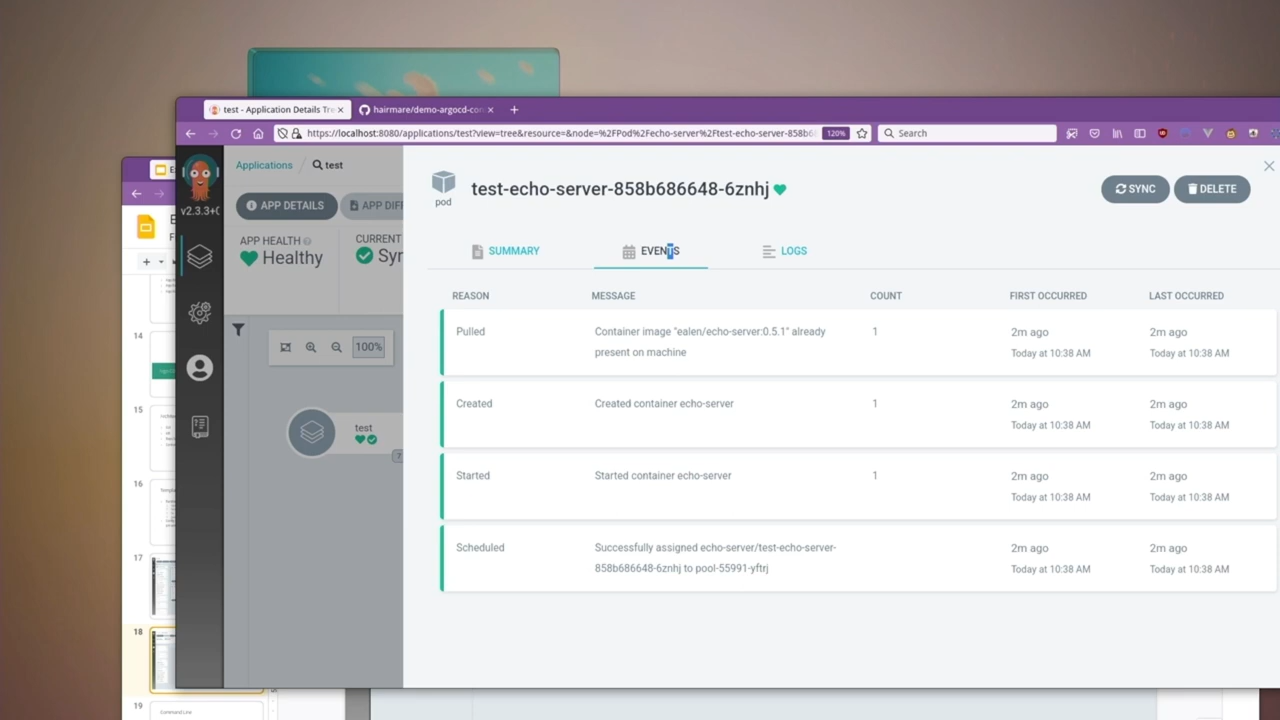 test - Application Details Tre
hairmare/demo-argocd-con
https://localhost:8080/applications/test?view=tree&resource=&node=%2FPod%2Fecho-server%2Ftest-echo-server-858b6
120%
Search
Applications / test
v2.3.3+0
APP DETAILS
APP DIFF
APP HEALTH
Healthy
CURRENT
Syn
100%
test
test-echo-server-858b686648-6znhj
pod
SYNC
DELETE
SUMMARY
EVENTS
LOGS
REASON MESSAGE COUNT FIRST OCCURRED LAST OCCURRED
Pulled Container image "ealen/echo-server:0.5.1" already 1 2m ago 2m ago
present on machine Today at 10:38 AM Today at 10:38 AM
Created Created container echo-server 1 2m ago 2m ago
Today at 10:38 AM Today at 10:38 AM
Started Started container echo-server 1 2m ago 2m ago
Today at 10:38 AM Today at 10:38 AM
Scheduled Successfully assigned echo-server/test-echo-server- 2m ago 2m ago
858b686648-6znhj to pool-55991-yftrj Today at 10:38 AM Today at 10:38 AM
14
15
16
17
18
19
Command Line